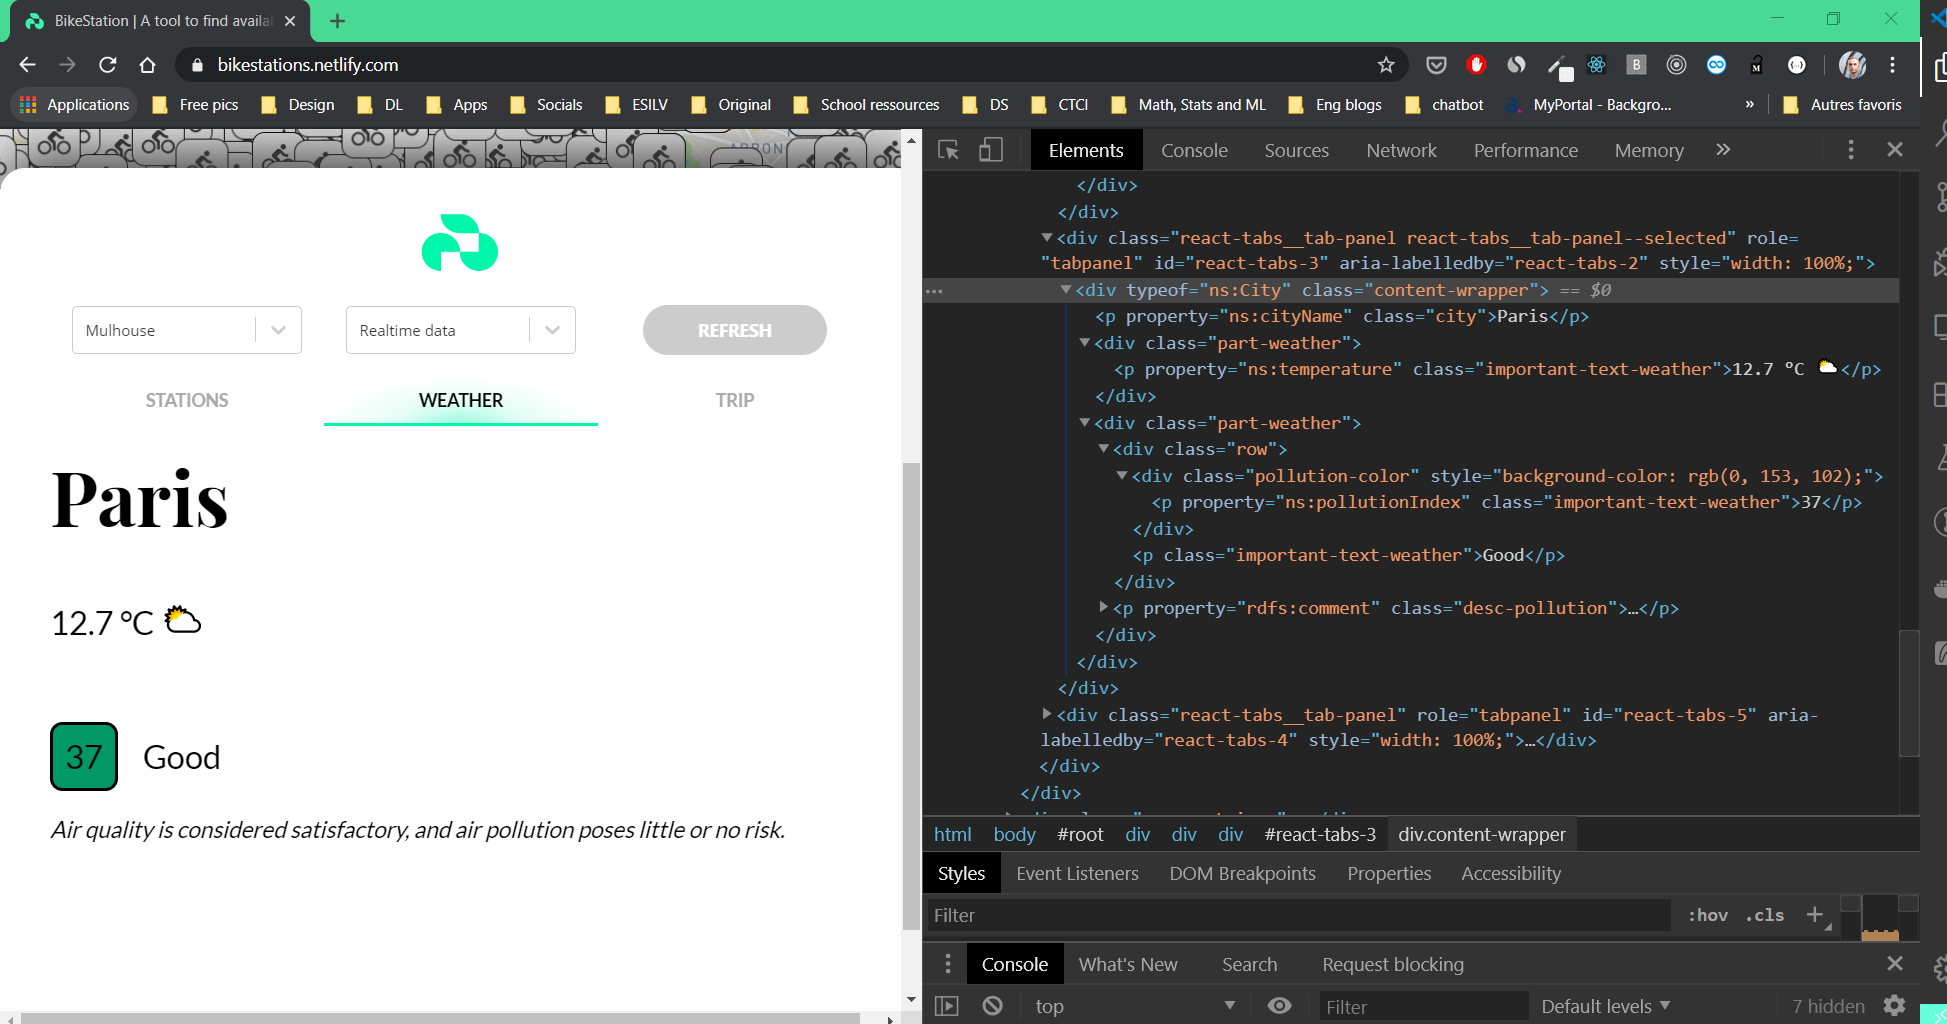 BikeStation | A tool to find availa
bikestations.netlify.com
Applications Free pics Design DL Apps Socials ESILV Original School ressources DS CTCI Math, Stats and ML Eng blogs chatbot MyPortal - Backgro... » Autres favoris
ARRON
Mulhouse
Realtime data
REFRESH
STATIONS WEATHER TRIP
Paris
12.7 °C
37 Good
Air quality is considered satisfactory, and air pollution poses little or no risk.
Elements Console Sources Network Performance Memory »
</div>
</div>
<div class="react-tabs__tab-panel react-tabs__tab-panel--selected" role=
"tabpanel" id="react-tabs-3" aria-labelledby="react-tabs-2" style="width: 100%;">
... <div typeof="ns:City" class="content-wrapper"> == $0
<p property="ns:cityName" class="city">Paris</p>
<div class="part-weather">
<p property="ns:temperature" class="important-text-weather">12.7 °C ⛅</p>
</div>
<div class="part-weather">
<div class="row">
<div class="pollution-color" style="background-color: rgb(0, 153, 102);">
<p property="ns:pollutionIndex" class="important-text-weather">37</p>
</div>
<p class="important-text-weather">Good</p>
</div>
<p property="rdfs:comment" class="desc-pollution">…</p>
</div>
</div>
</div>
<div class="react-tabs__tab-panel" role="tabpanel" id="react-tabs-5" aria-
labelledby="react-tabs-4" style="width: 100%;">…</div>
</div>
</div>
html body #root div div div #react-tabs-3 div.content-wrapper
Styles Event Listeners DOM Breakpoints Properties Accessibility
Filter :hov .cls +
Console What's New Search Request blocking
top Filter Default levels 7 hidden